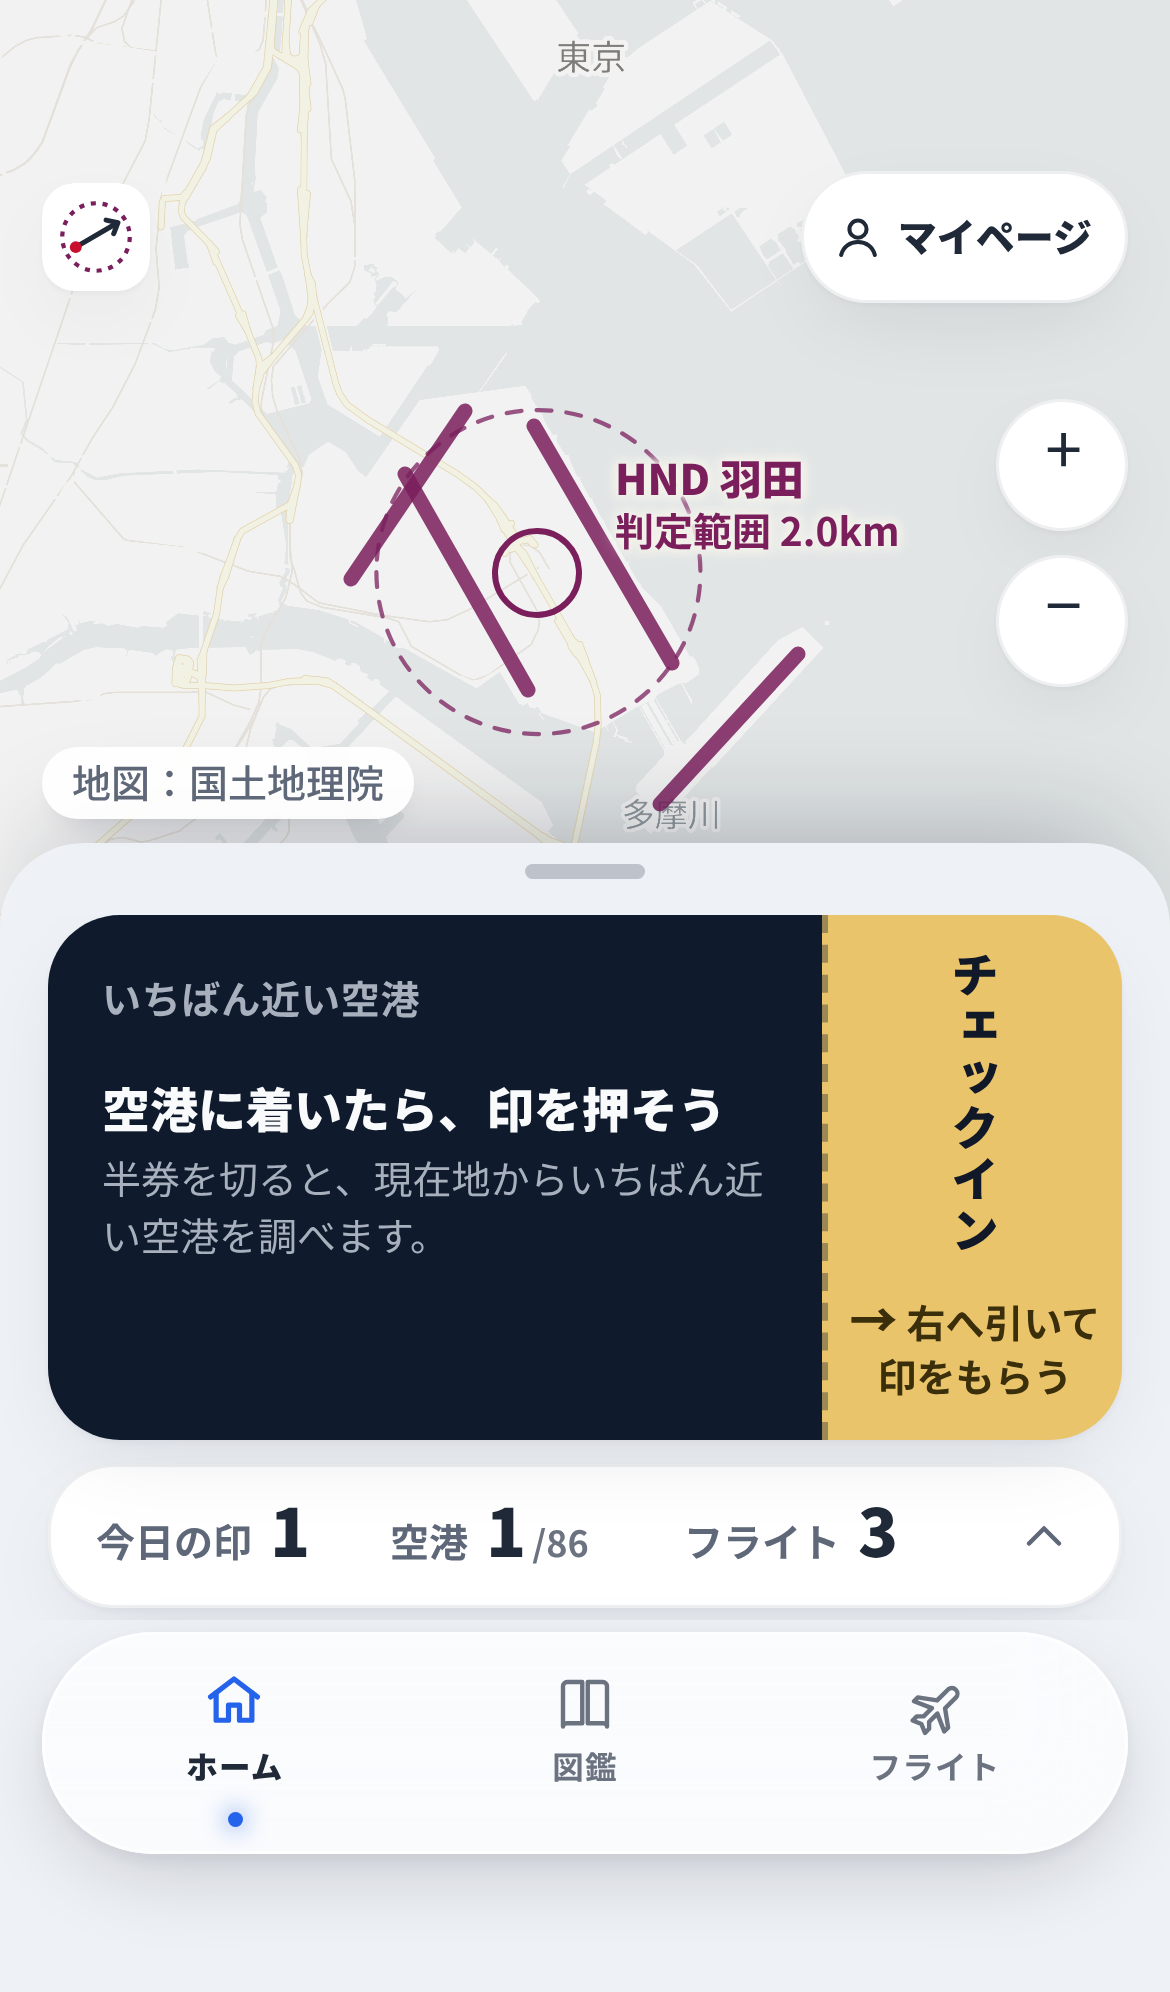 東京
マイページ
HND 羽田
判定範囲 2.0km
+
−
地図：国土地理院
多摩川
いちばん近い空港
空港に着いたら、印を押そう
半券を切ると、現在地からいちばん近
い空港を調べます。
チェックイン
→ 右へ引いて
印をもらう
今日の印 1 空港 1 /86 フライト 3
ホーム 図鑑 フライト